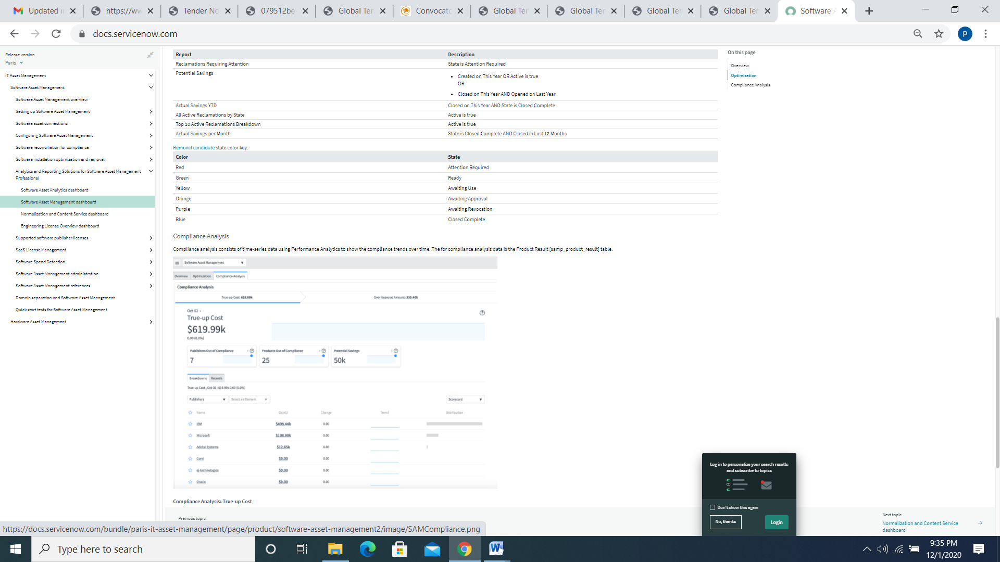 Updated i
https://ww
Tender No
079512be-
Global Ten
Convocato
Global Ten
Global Ten
Global Ten
Global Ten
Software A
docs.servicenow.com
p
Release version
Paris
IT Asset Management
Software Asset Management
Software Asset Management overview
Setting up Software Asset Management
Software asset connections
Configuring Software Asset Management
Software reconciliation for compliance
Software installation optimization and removal
Analytics and Reporting Solutions for Software Asset Management
Professional
Software Asset Analytics dashboard
Software Asset Management dashboard
Normalization and Content Service dashboard
Engineering License Overview dashboard
Supported software publisher licenses
SaaS License Management
Software Spend Detection
Software Asset Management administration
Software Asset Management references
Domain separation and Software Asset Management
Quick start tests for Software Asset Management
Hardware Asset Management
Report Description
Reclamations Requiring Attention State is Attention Required
Potential Savings
• Created on This Year OR Active is true
OR
• Closed on This Year AND Opened on Last Year
Actual Savings YTD Closed on This Year AND State is Closed Complete
All Active Reclamations by State Active is true
Top 10 Active Reclamations Breakdown Active is true
Actual Savings per Month State is Closed Complete AND Closed in Last 12 Months
Removal candidate state color key:
Color State
Red Attention Required
Green Ready
Yellow Awaiting Use
Orange Awaiting Approval
Purple Awaiting Revocation
Blue Closed Complete
Compliance Analysis
Compliance analysis consists of time-series data using Performance Analytics to show the compliance trends over time. The for compliance analysis data is the Product Result [samp_product_result] table.
Software Asset Management
Overview Optimization Compliance Analysis
Compliance Analysis
True-up Cost: 619.99k Over-licensed Amount: 338.40k
Oct 02
True-up Cost
$619.99k
0.00 (0.0%)
Publishers Out of Compliance # Products Out of Compliance # Potential Savings $
7 25 50k
Breakdowns Records
True-up Cost , Oct 02 : 619.99k 0.00 (0.0%)
Publishers Select an Element Scorecard
Name Oct 02 Change Trend Distribution
IBM $498.44k 0.00
Microsoft $108.90k 0.00
Adobe Systems $12.65k 0.00
Corel $0.00 0.00
ej-technologies $0.00 0.00
Oracle $0.00 0.00
Compliance Analysis: True-up Cost
Previous topic
On this page
Overview
Optimization
Compliance Analysis
Log in to personalize your search results
and subscribe to topics
Don't show this again
No, thanks Login
Next topic
Normalization and Content Service
dashboard
https://docs.servicenow.com/bundle/paris-it-asset-management/page/product/software-asset-management2/image/SAMCompliance.png
Type here to search
9:35 PM
12/1/2020